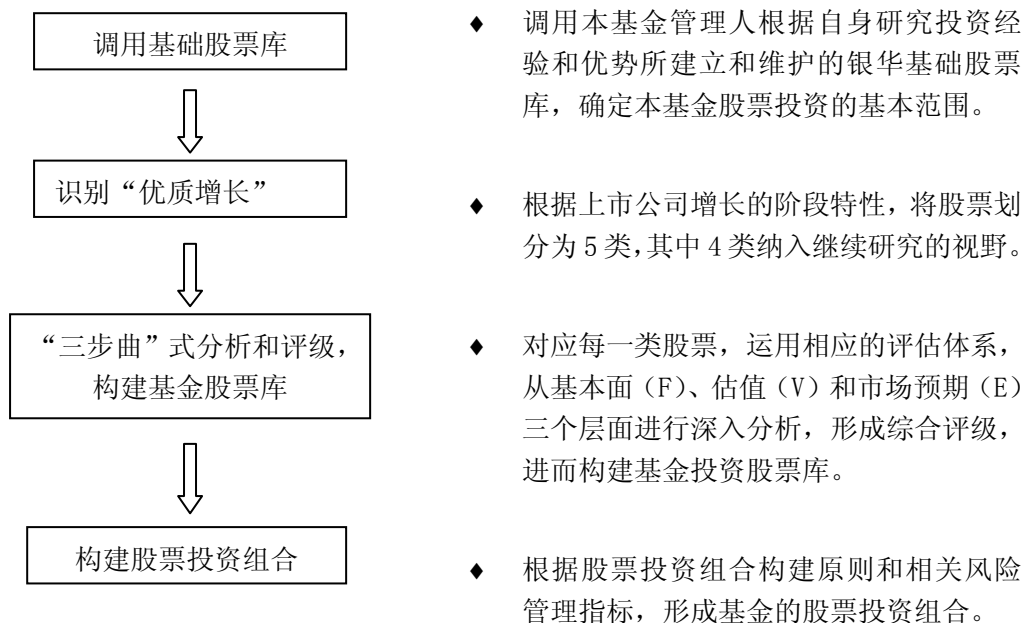 调用基础股票库
♦ 调用本基金管理人根据自身研究投资经
验和优势所建立和维护的银华基础股票
库，确定本基金股票投资的基本范围。
识别“优质增长”
♦ 根据上市公司增长的阶段特性，将股票划
分为 5 类，其中 4 类纳入继续研究的视野。
“三步曲”式分析和评级，
构建基金股票库
♦ 对应每一类股票，运用相应的评估体系，
从基本面（F）、估值（V）和市场预期（E）
三个层面进行深入分析，形成综合评级，
进而构建基金投资股票库。
构建股票投资组合
♦ 根据股票投资组合构建原则和相关风险
管理指标，形成基金的股票投资组合。